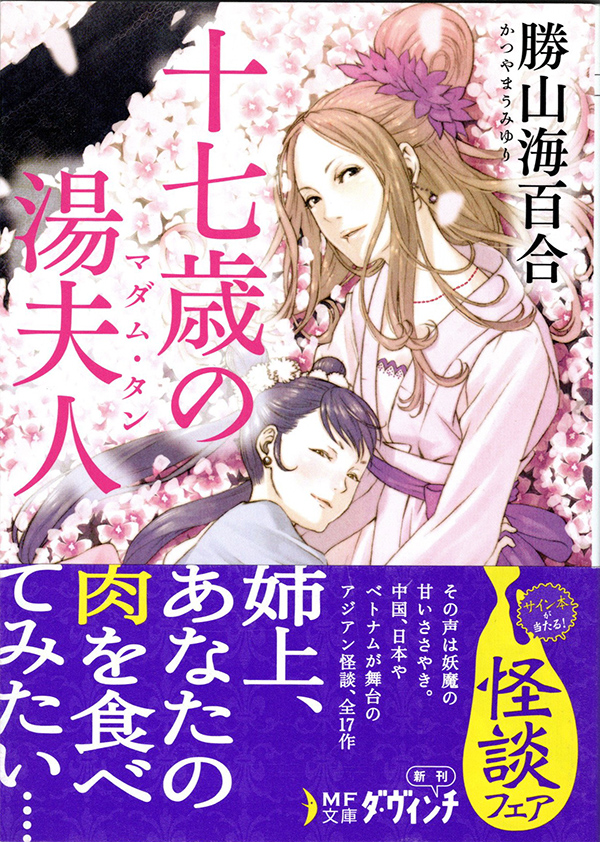 勝山海百合
かつやまうみゆり
十七歳の
湯夫人
マダム・タン
サイン本
が
当たる!
怪談
フェア
その声は妖魔の
甘いささやき。
中国、日本や
ベトナムが舞台の
アジアン怪談、全17作
姉上、
あなたの
肉を食べ
てみたい……
MF
文庫
新刊
ダ・ヴィンチ